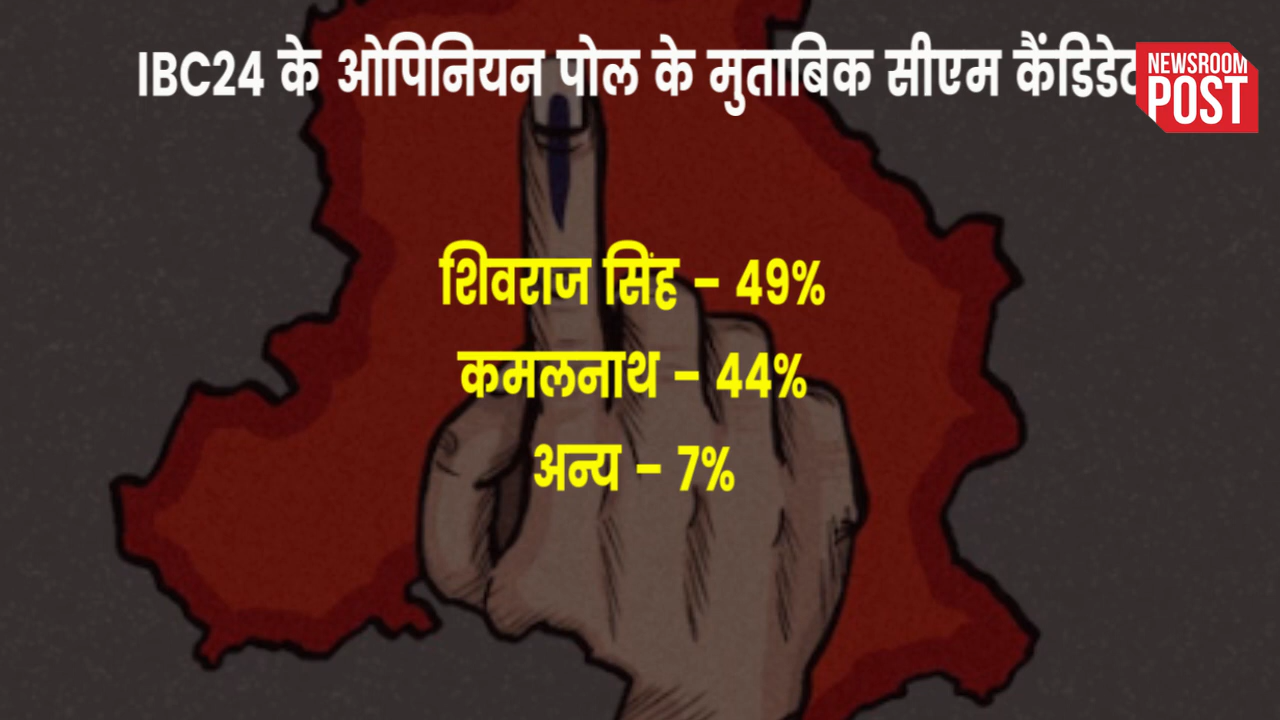 IBC24 के ओपिनियन पोल के मुताबिक सीएम कैंडिडेट
NEWSROOM
POST
शिवराज सिंह – 49%
कमलनाथ – 44%
अन्य – 7%